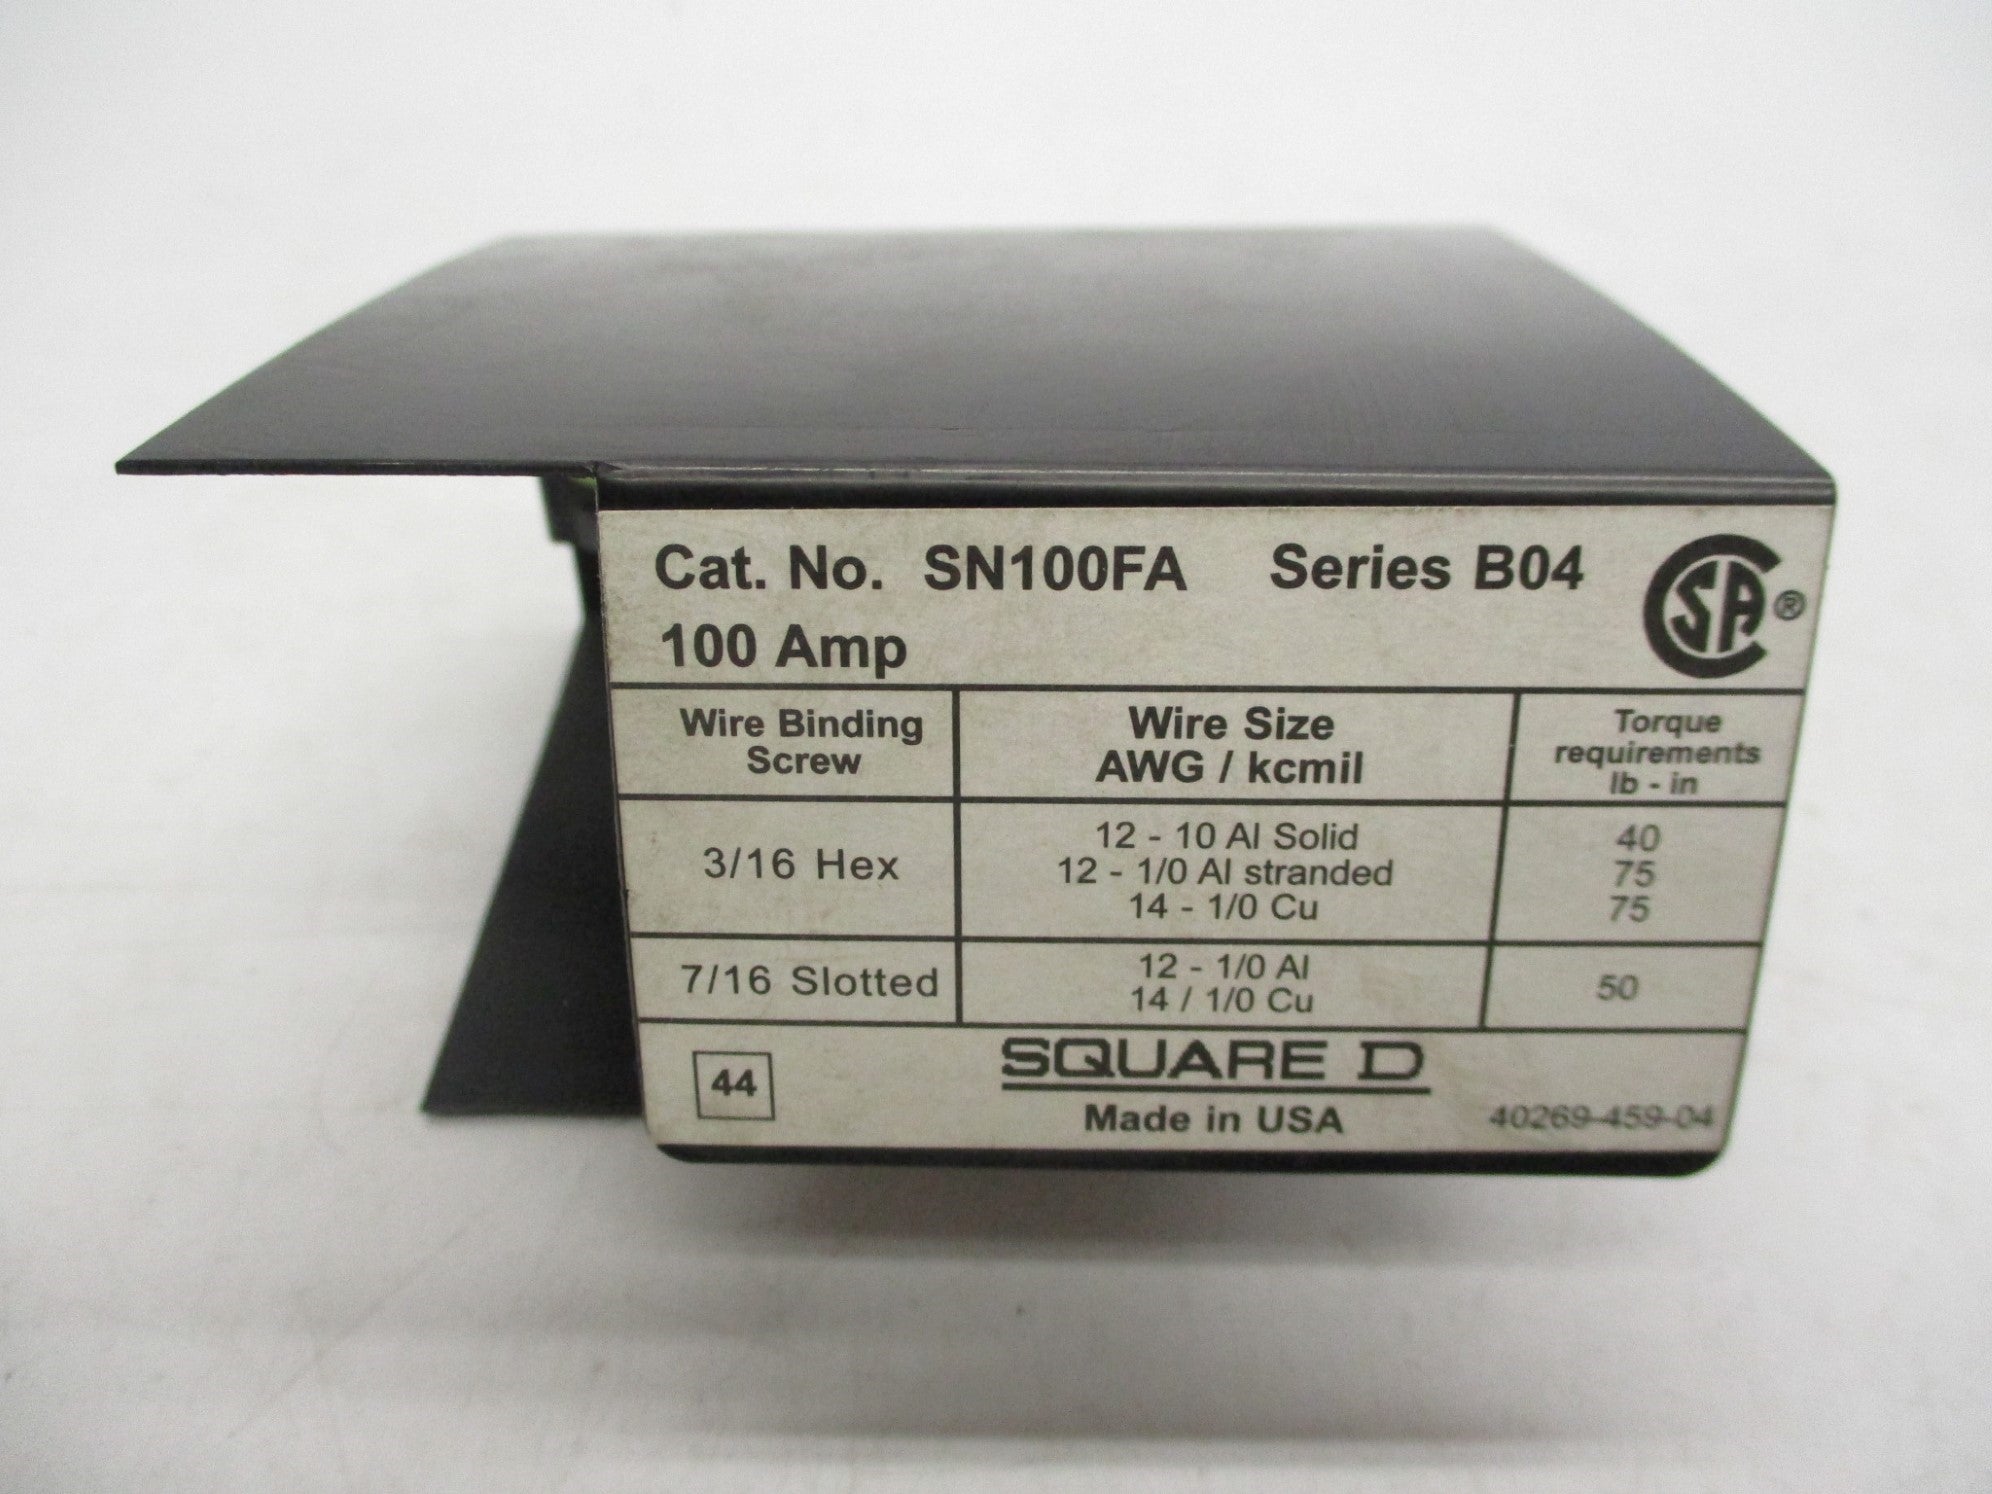 Cat. No. SN100FA Series B04
100 Amp
CSA®
Wire Binding
Screw
Wire Size
AWG / kcmil
Torque
requirements
lb - in
3/16 Hex
12 - 10 Al Solid
12 - 1/0 Al stranded
14 - 1/0 Cu
40
75
75
7/16 Slotted
12 - 1/0 Al
14 / 1/0 Cu
50
44
SQUARE D
Made in USA
40269-459-04